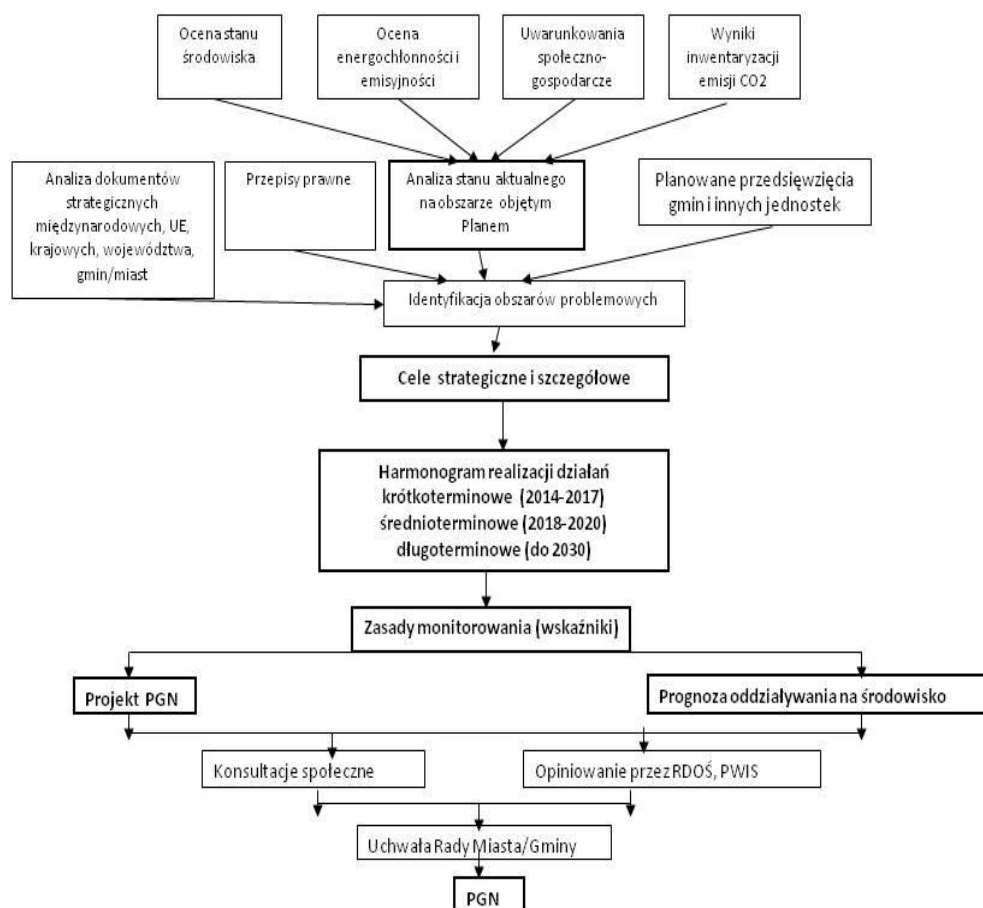 Ocena stanu
środowiska
Ocena
energochłonności i
emisyjności
Uwarunkowania
społeczno-
gospodarcze
Wyniki
inwentaryzacji
emisji CO2
Analiza dokumentów
strategicznych
międzynarodowych, UE,
krajowych, województwa,
gmin/miast
Przepisy prawne
Analiza stanu aktualnego
na obszarze objętym
Planem
Planowane przedsięwzięcia
gmin i innych jednostek
Identyfikacja obszarów problemowych
Cele strategiczne i szczegółowe
Harmonogram realizacji działań
krótkoterminowe (2014-2017)
średnioterminowe (2018-2020)
długoterminowe (do 2030)
Zasady monitorowania (wskaźniki)
Projekt PGN
Prognoza oddziaływania na środowisko
Konsultacje społeczne
Opiniowanie przez RDOŚ, PWIS
Uchwała Rady Miasta/Gminy
PGN